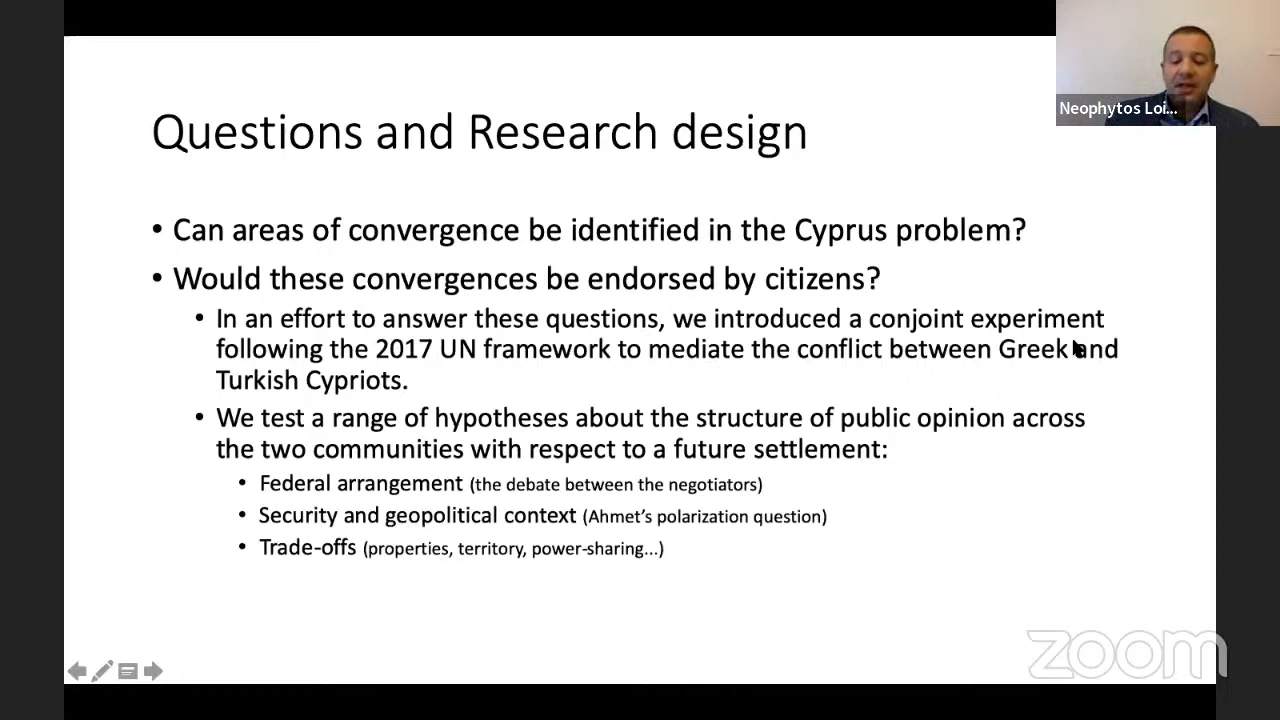 Neophytos Loi...
Questions and Research design
• Can areas of convergence be identified in the Cyprus problem?
• Would these convergences be endorsed by citizens?
• In an effort to answer these questions, we introduced a conjoint experiment
following the 2017 UN framework to mediate the conflict between Greek and
Turkish Cypriots.
• We test a range of hypotheses about the structure of public opinion across
the two communities with respect to a future settlement:
• Federal arrangement (the debate between the negotiators)
• Security and geopolitical context (Ahmet's polarization question)
• Trade-offs (properties, territory, power-sharing...)
zoom